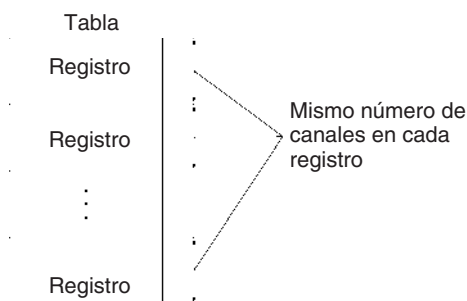 Tabla
Registro
Registro
Mismo número de
canales en cada
registro
Registro